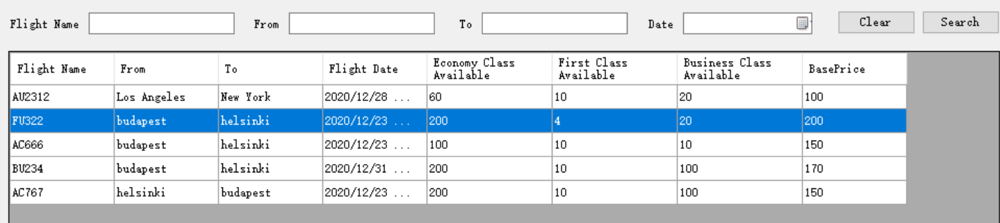 Flight Name From To Date Clear Search
Flight Name From To Flight Date Economy Class Available First Class Available Business Class Available BasePrice
AU2312 Los Angeles New York 2020/12/28 ... 60 10 20 100
FU322 budapest helsinki 2020/12/23 ... 200 4 20 200
AC666 budapest helsinki 2020/12/23 ... 100 10 10 150
BU234 budapest helsinki 2020/12/31 ... 200 10 100 170
AC767 helsinki budapest 2020/12/23 ... 200 10 100 150